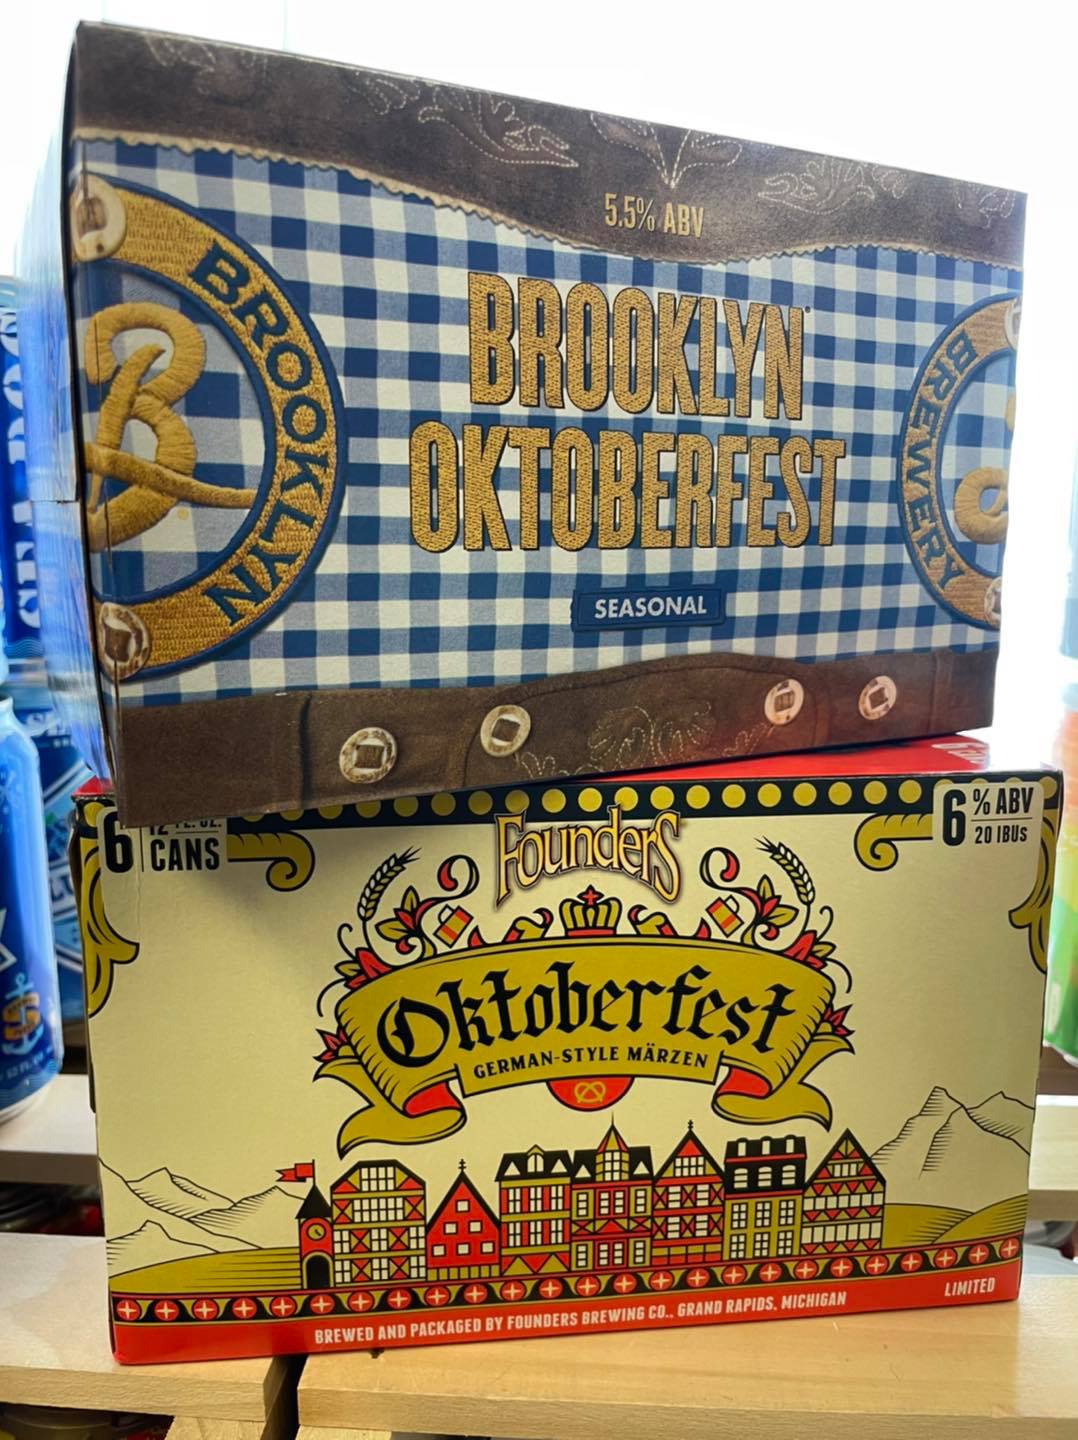 5.5% ABV
BROOKLYN
BROOKLYN
OKTOBERFEST
BREWERY
SEASONAL
6
CANS
Founders
6% ABV
20 IBUs
Oktoberfest
GERMAN-STYLE MÄRZEN
LIMITED
BREWED AND PACKAGED BY FOUNDERS BREWING CO., GRAND RAPIDS, MICHIGAN